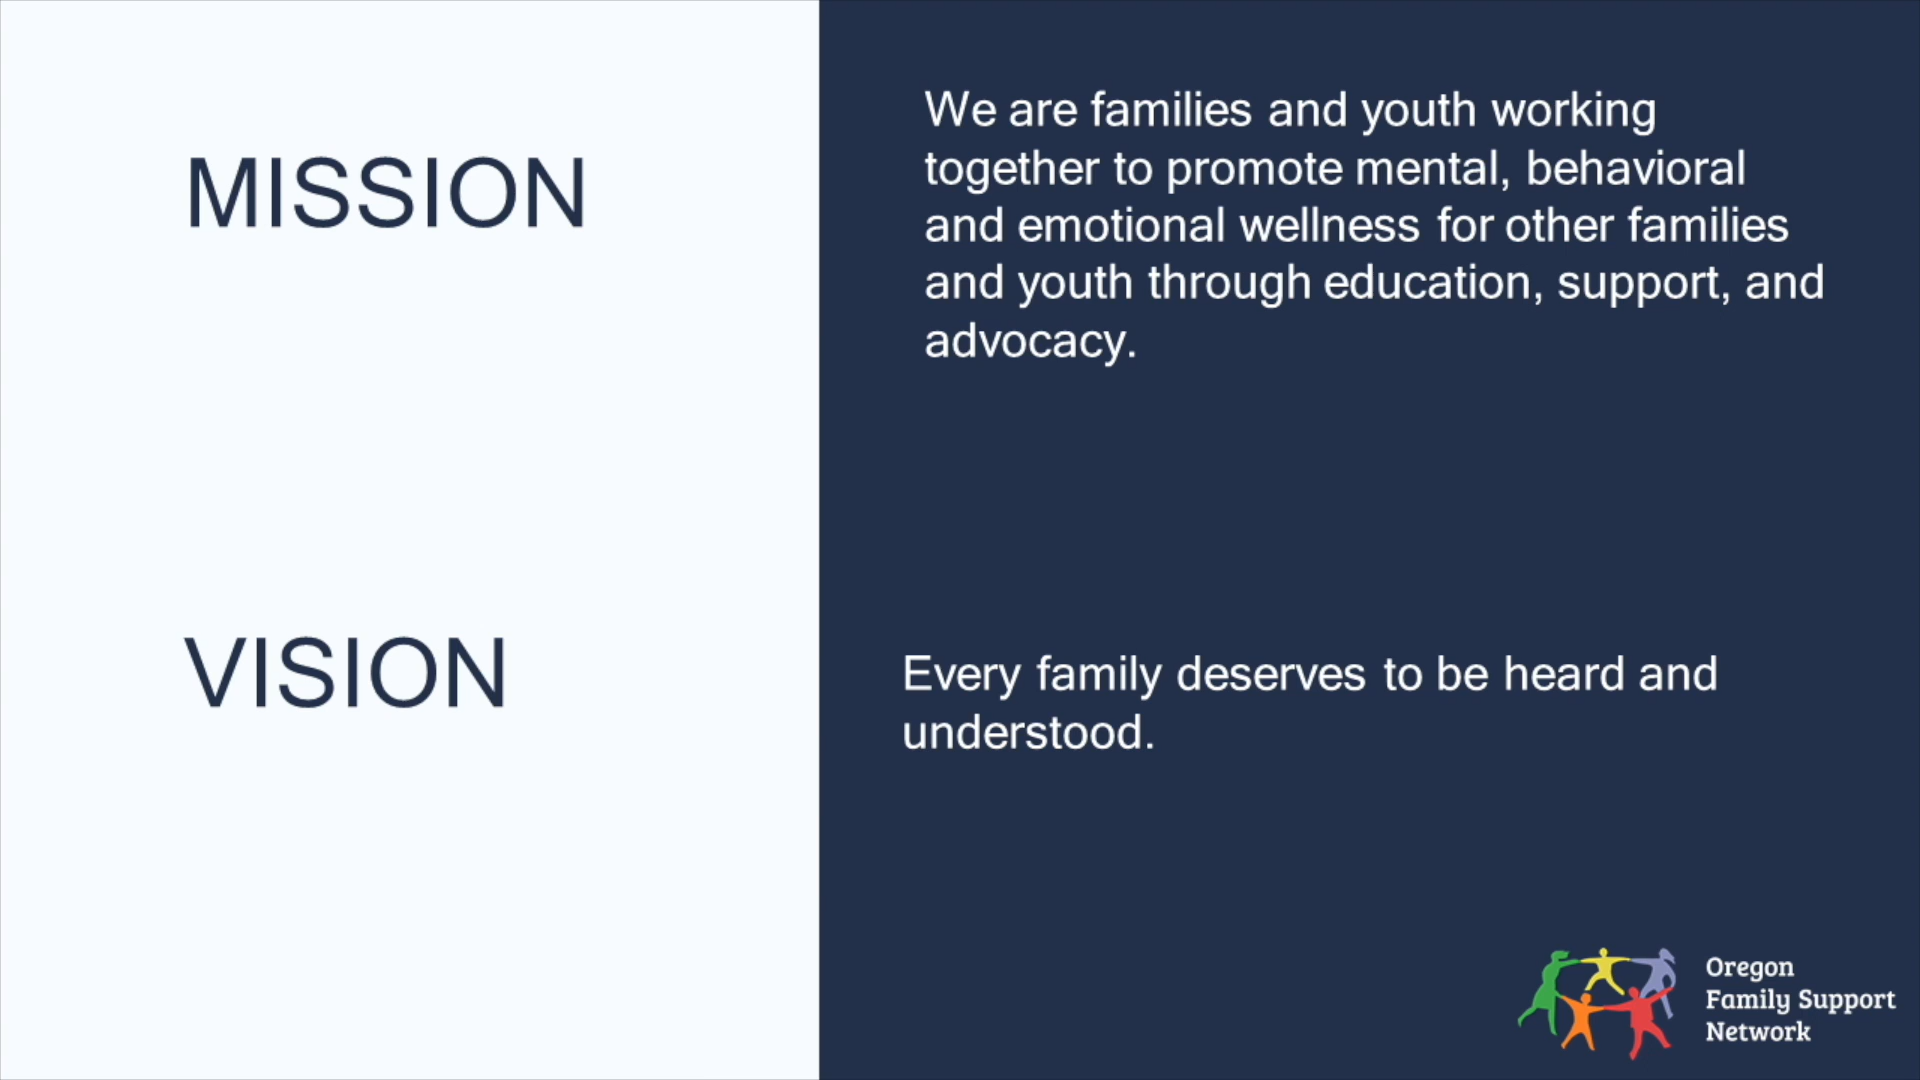 MISSION
We are families and youth working
together to promote mental, behavioral
and emotional wellness for other families
and youth through education, support, and
advocacy.
VISION
Every family deserves to be heard and
understood.
Oregon
Family Support
Network